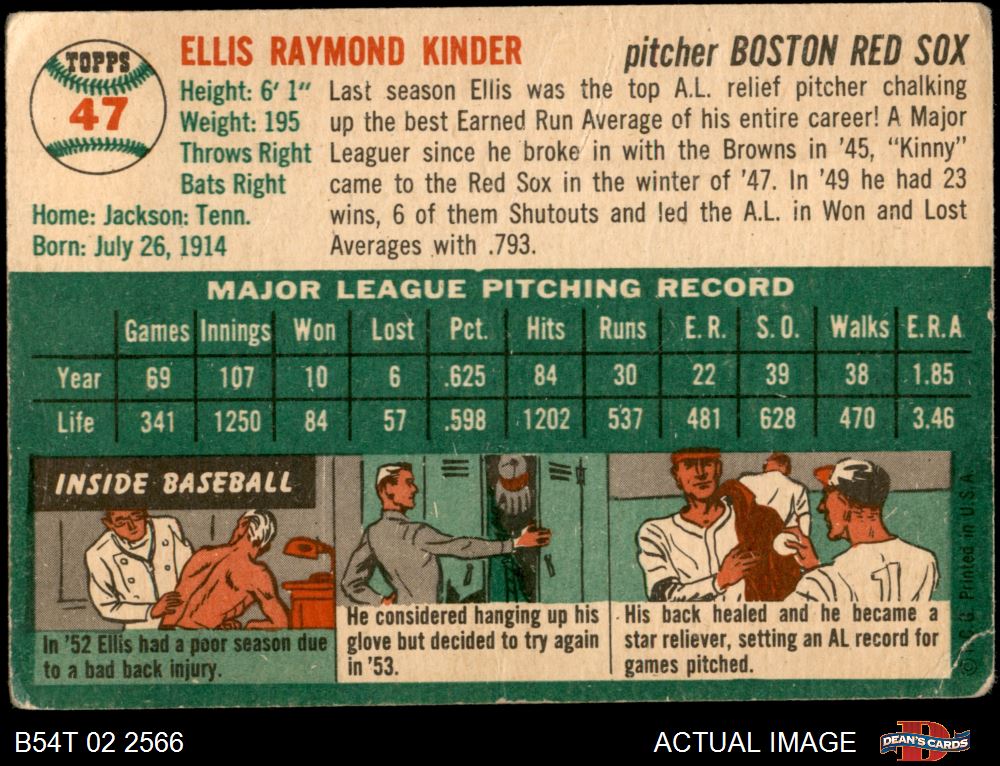 TOPPS
47
ELLIS RAYMOND KINDER
pitcher BOSTON RED SOX
Height: 6' 1"
Weight: 195
Throws Right
Bats Right
Home: Jackson: Tenn.
Born: July 26, 1914
Last season Ellis was the top A.L. relief pitcher chalking
up the best Earned Run Average of his entire career! A Major
Leaguer since he broke in with the Browns in '45, "Kinny"
came to the Red Sox in the winter of '47. In '49 he had 23
wins, 6 of them Shutouts and led the A.L. in Won and Lost
Averages with .793.
MAJOR LEAGUE PITCHING RECORD
Games Innings Won Lost Pct. Hits Runs E.R. S.O. Walks E.R.A
Year 69 107 10 6 .625 84 30 22 39 38 1.85
Life 341 1250 84 57 .598 1202 537 481 628 470 3.46
INSIDE BASEBALL
In '52 Ellis had a poor season due
to a bad back injury.
He considered hanging up his
glove but decided to try again
in '53.
His back healed and he became a
star reliever, setting an AL record for
games pitched.
1
© T.C.G. Printed in U.S.A.
B54T 02 2566
ACTUAL IMAGE
D
DEAN'S CARDS